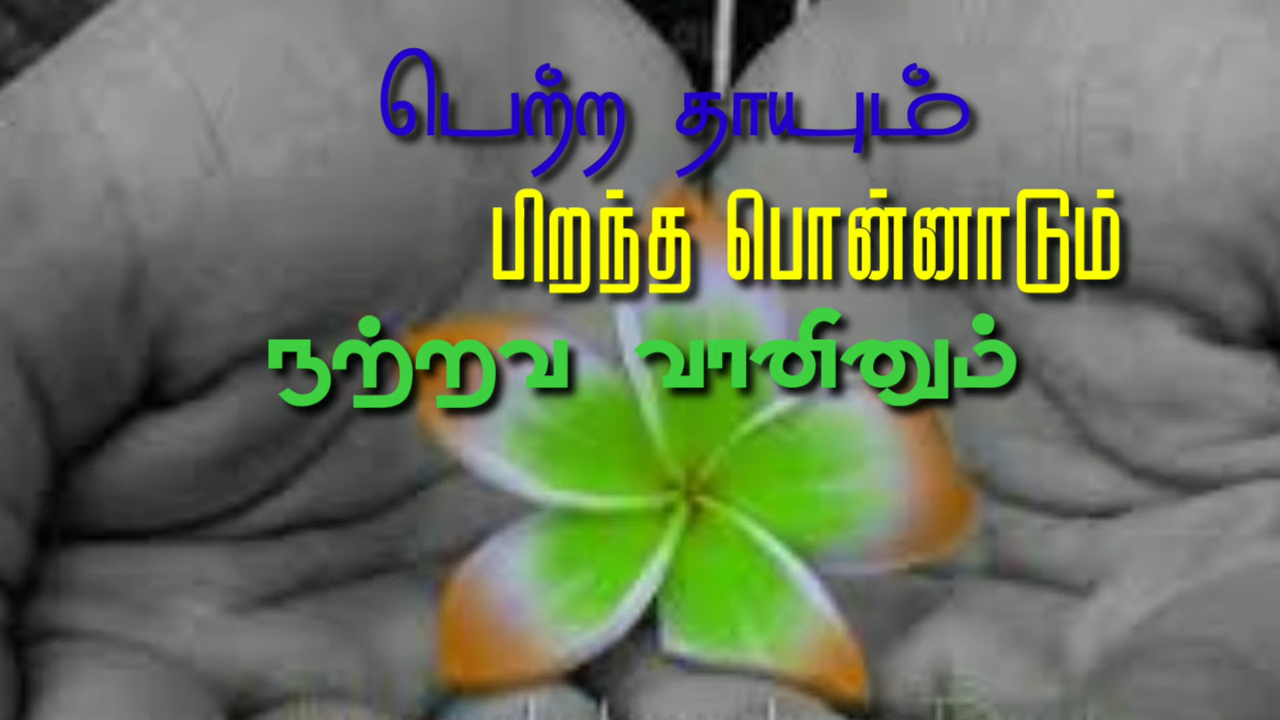 பெற்ற தாயும்
பிறந்த பொன்னாடும்
நற்றவ வானினும்